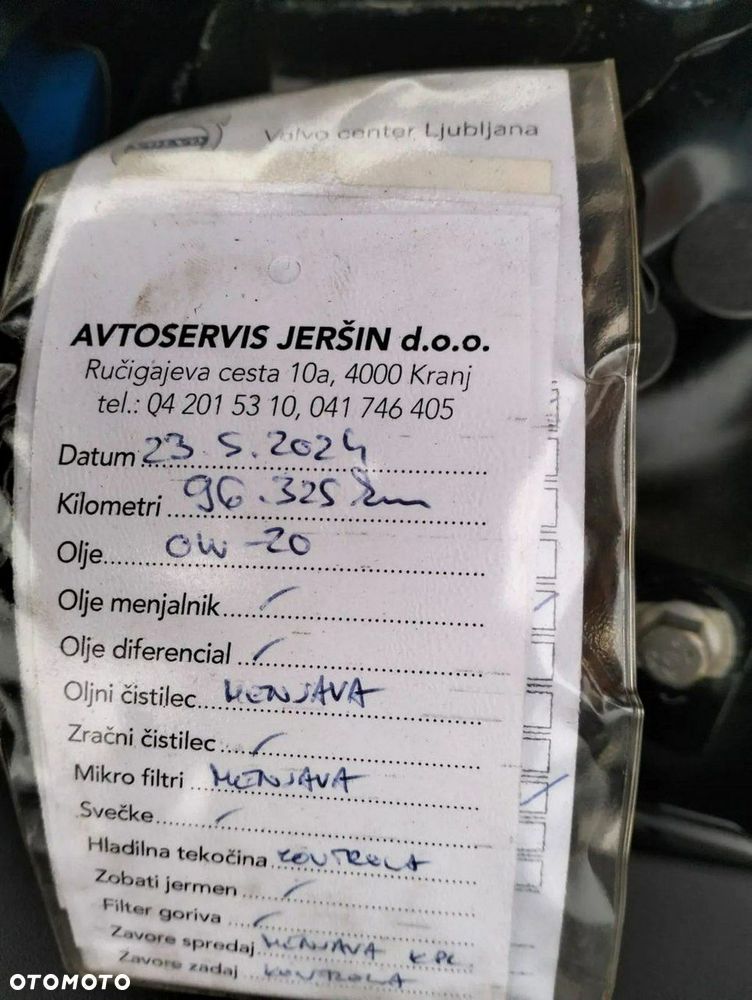 VOLVO
Volvo center Ljubljana
AVTOSERVIS JERŠIN d.o.o.
Ručigajeva cesta 10a, 4000 Kranj
tel.: 04 201 53 10, 041 746 405
Datum 23.5.2024
Kilometri 96.325 km
Olje 0W-20
Olje menjalnik /
Olje diferencial /
Oljni čistilec MENJAVA
Zračni čistilec /
Mikro filtri MENJAVA
Svečke /
Hladilna tekočina KONTROLA
Zobati jermen /
Filter goriva /
Zavore spredaj MENJAVA KPL
Zavore zadaj KONTROLA
OTOMOTO